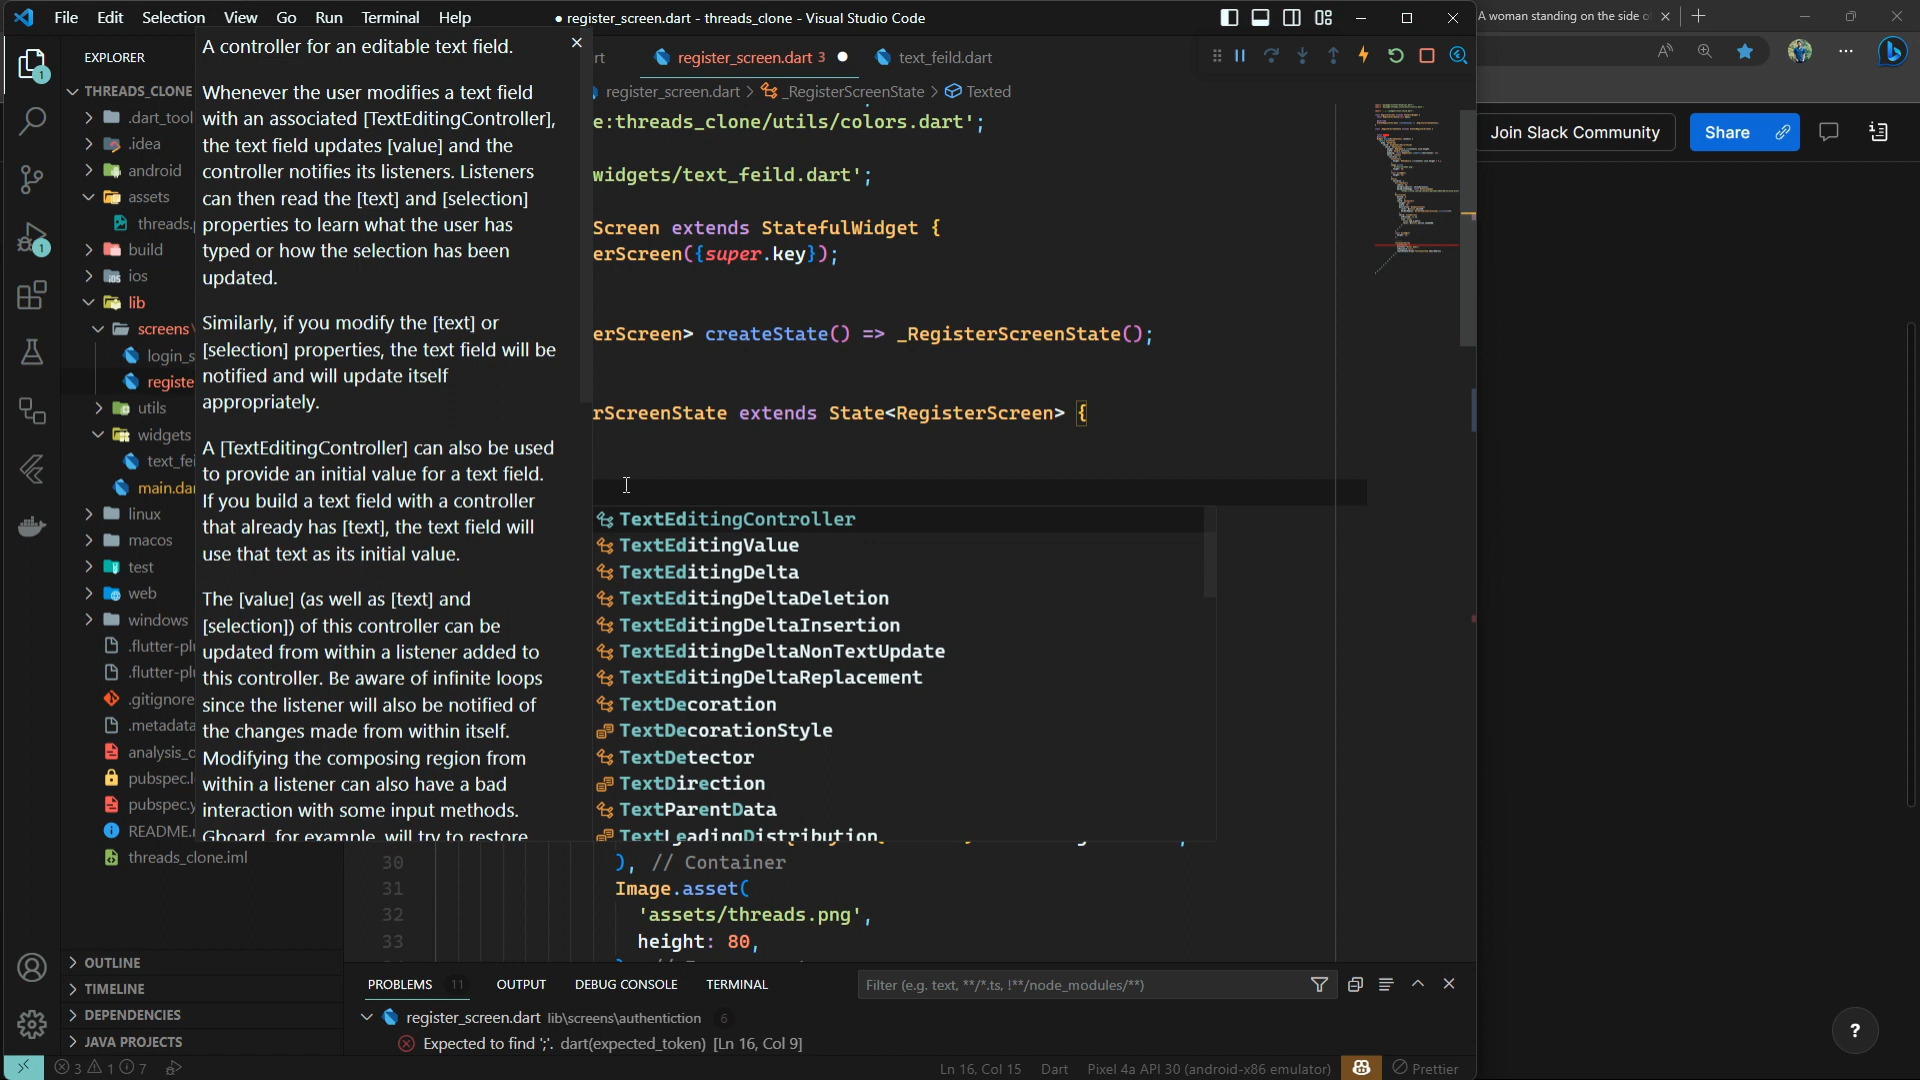 File Edit Selection View Go Run Terminal Help
● register_screen.dart - threads_clone - Visual Studio Code
A woman standing on the side o
EXPLORER
THREADS_CLONE
.dart_tool
.idea
android
assets
threads.p
build
ios
lib
screens\
login_s
registe
utils
widgets
text_fei
main.dar
linux
macos
test
web
windows
.flutter-plu
.flutter-plu
.gitignore
.metadata
analysis_o
pubspec.l
pubspec.y
README.r
threads_clone.iml
OUTLINE
TIMELINE
DEPENDENCIES
JAVA PROJECTS
A controller for an editable text field.
Whenever the user modifies a text field
with an associated [TextEditingController],
the text field updates [value] and the
controller notifies its listeners. Listeners
can then read the [text] and [selection]
properties to learn what the user has
typed or how the selection has been
updated.
Similarly, if you modify the [text] or
[selection] properties, the text field will be
notified and will update itself
appropriately.
A [TextEditingController] can also be used
to provide an initial value for a text field.
If you build a text field with a controller
that already has [text], the text field will
use that text as its initial value.
The [value] (as well as [text] and
[selection]) of this controller can be
updated from within a listener added to
this controller. Be aware of infinite loops
since the listener will also be notified of
the changes made from within itself.
Modifying the composing region from
within a listener can also have a bad
interaction with some input methods.
Gboard, for example, will try to restore
rt register_screen.dart 3 ● text_feild.dart
register_screen.dart > _RegisterScreenState > Texted
e:threads_clone/utils/colors.dart';
widgets/text_feild.dart';
Screen extends StatefulWidget {
erScreen({super.key});
erScreen> createState() => _RegisterScreenState();
rScreenState extends State<RegisterScreen> {
TextEditingController
TextEditingValue
TextEditingDelta
TextEditingDeltaDeletion
TextEditingDeltaInsertion
TextEditingDeltaNonTextUpdate
TextEditingDeltaReplacement
TextDecoration
TextDecorationStyle
TextDetector
TextDirection
TextParentData
TextLeadingDistribution
30 ), // Container
31 Image.asset(
32 'assets/threads.png',
33 height: 80,
PROBLEMS 11 OUTPUT DEBUG CONSOLE TERMINAL
Filter (e.g. text, **/*.ts, !**/node_modules/**)
register_screen.dart lib\screens\authentiction 6
Expected to find ';'. dart(expected_token) [Ln 16, Col 9]
3 1 7
Ln 16, Col 15 Dart Pixel 4a API 30 (android-x86 emulator) Prettier
Join Slack Community
Share
?